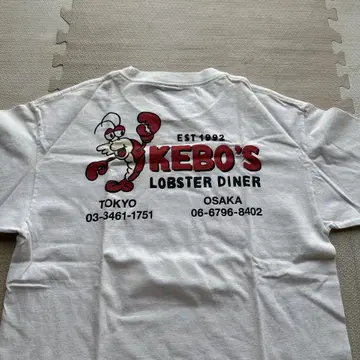 EST 1992
KEBO'S
LOBSTER DINER
TOKYO OSAKA
03-3461-1751 06-6796-8402